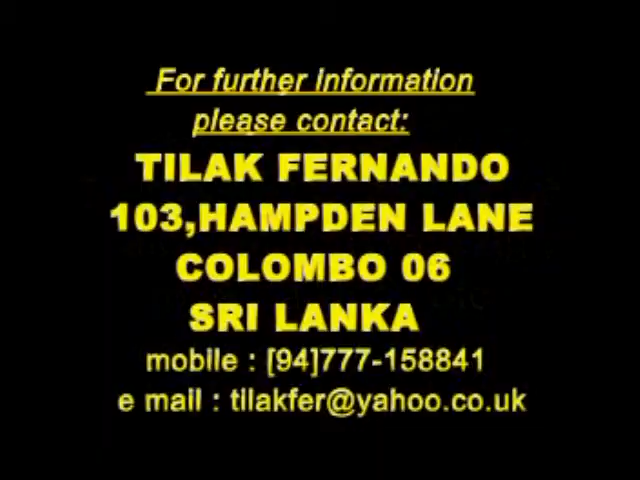 For further information
please contact:
TILAK FERNANDO
103,HAMPDEN LANE
COLOMBO 06
SRI LANKA
mobile : [94]777-158841
e mail : tilakfer@yahoo.co.uk